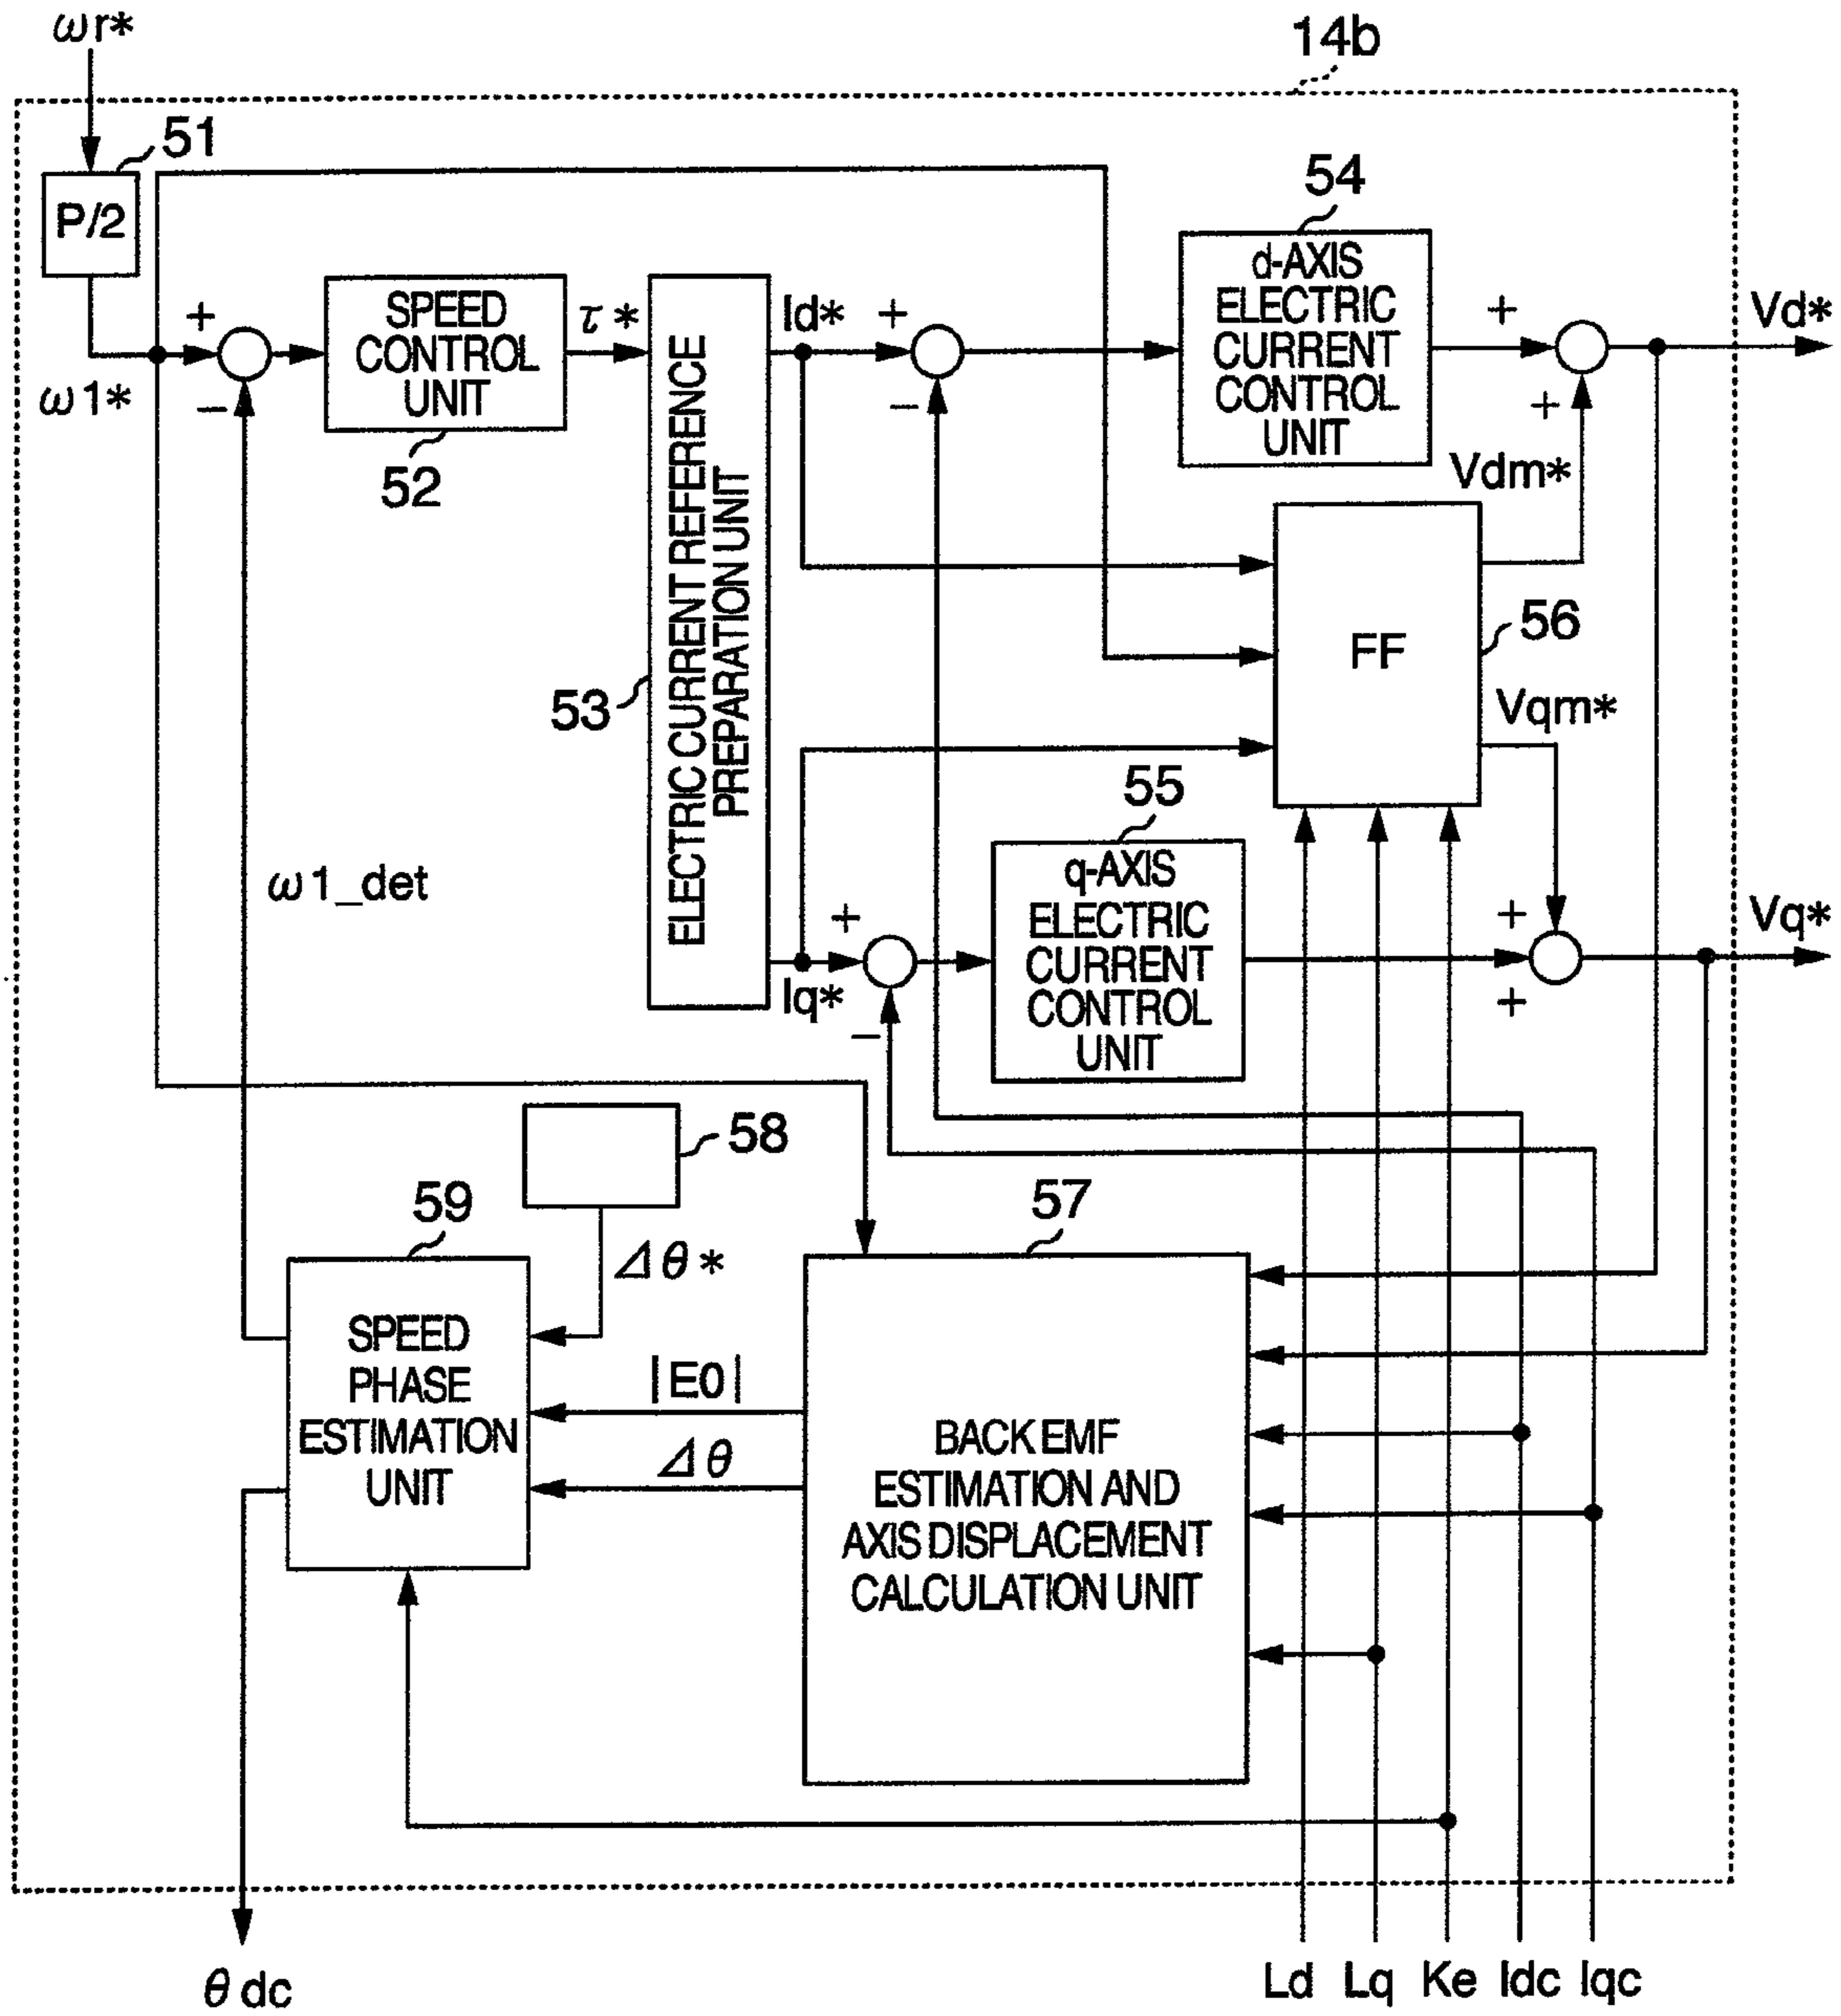 ωr*
14b
51
P/2
54
d-AXIS
ELECTRIC
CURRENT
CONTROL
UNIT
+
SPEED
CONTROL
UNIT
τ*
Id*
+
+
Vd*
ω1*
−
52
−
+
Vdm*
ELECTRIC CURRENT REFERENCE
PREPARATION UNIT
53
FF
56
Vqm*
55
q-AXIS
ELECTRIC
CURRENT
CONTROL
UNIT
ω1_det
+
+
Vq*
Iq*
−
+
58
59
57
Δθ*
SPEED
PHASE
ESTIMATION
UNIT
|E0|
Δθ
BACK EMF
ESTIMATION AND
AXIS DISPLACEMENT
CALCULATION UNIT
θdc
Ld Lq Ke Idc Iqc